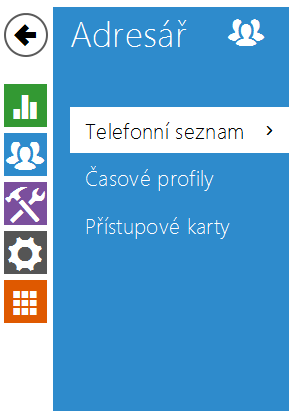 Adresář
Telefonní seznam
Časové profily
Přístupové karty